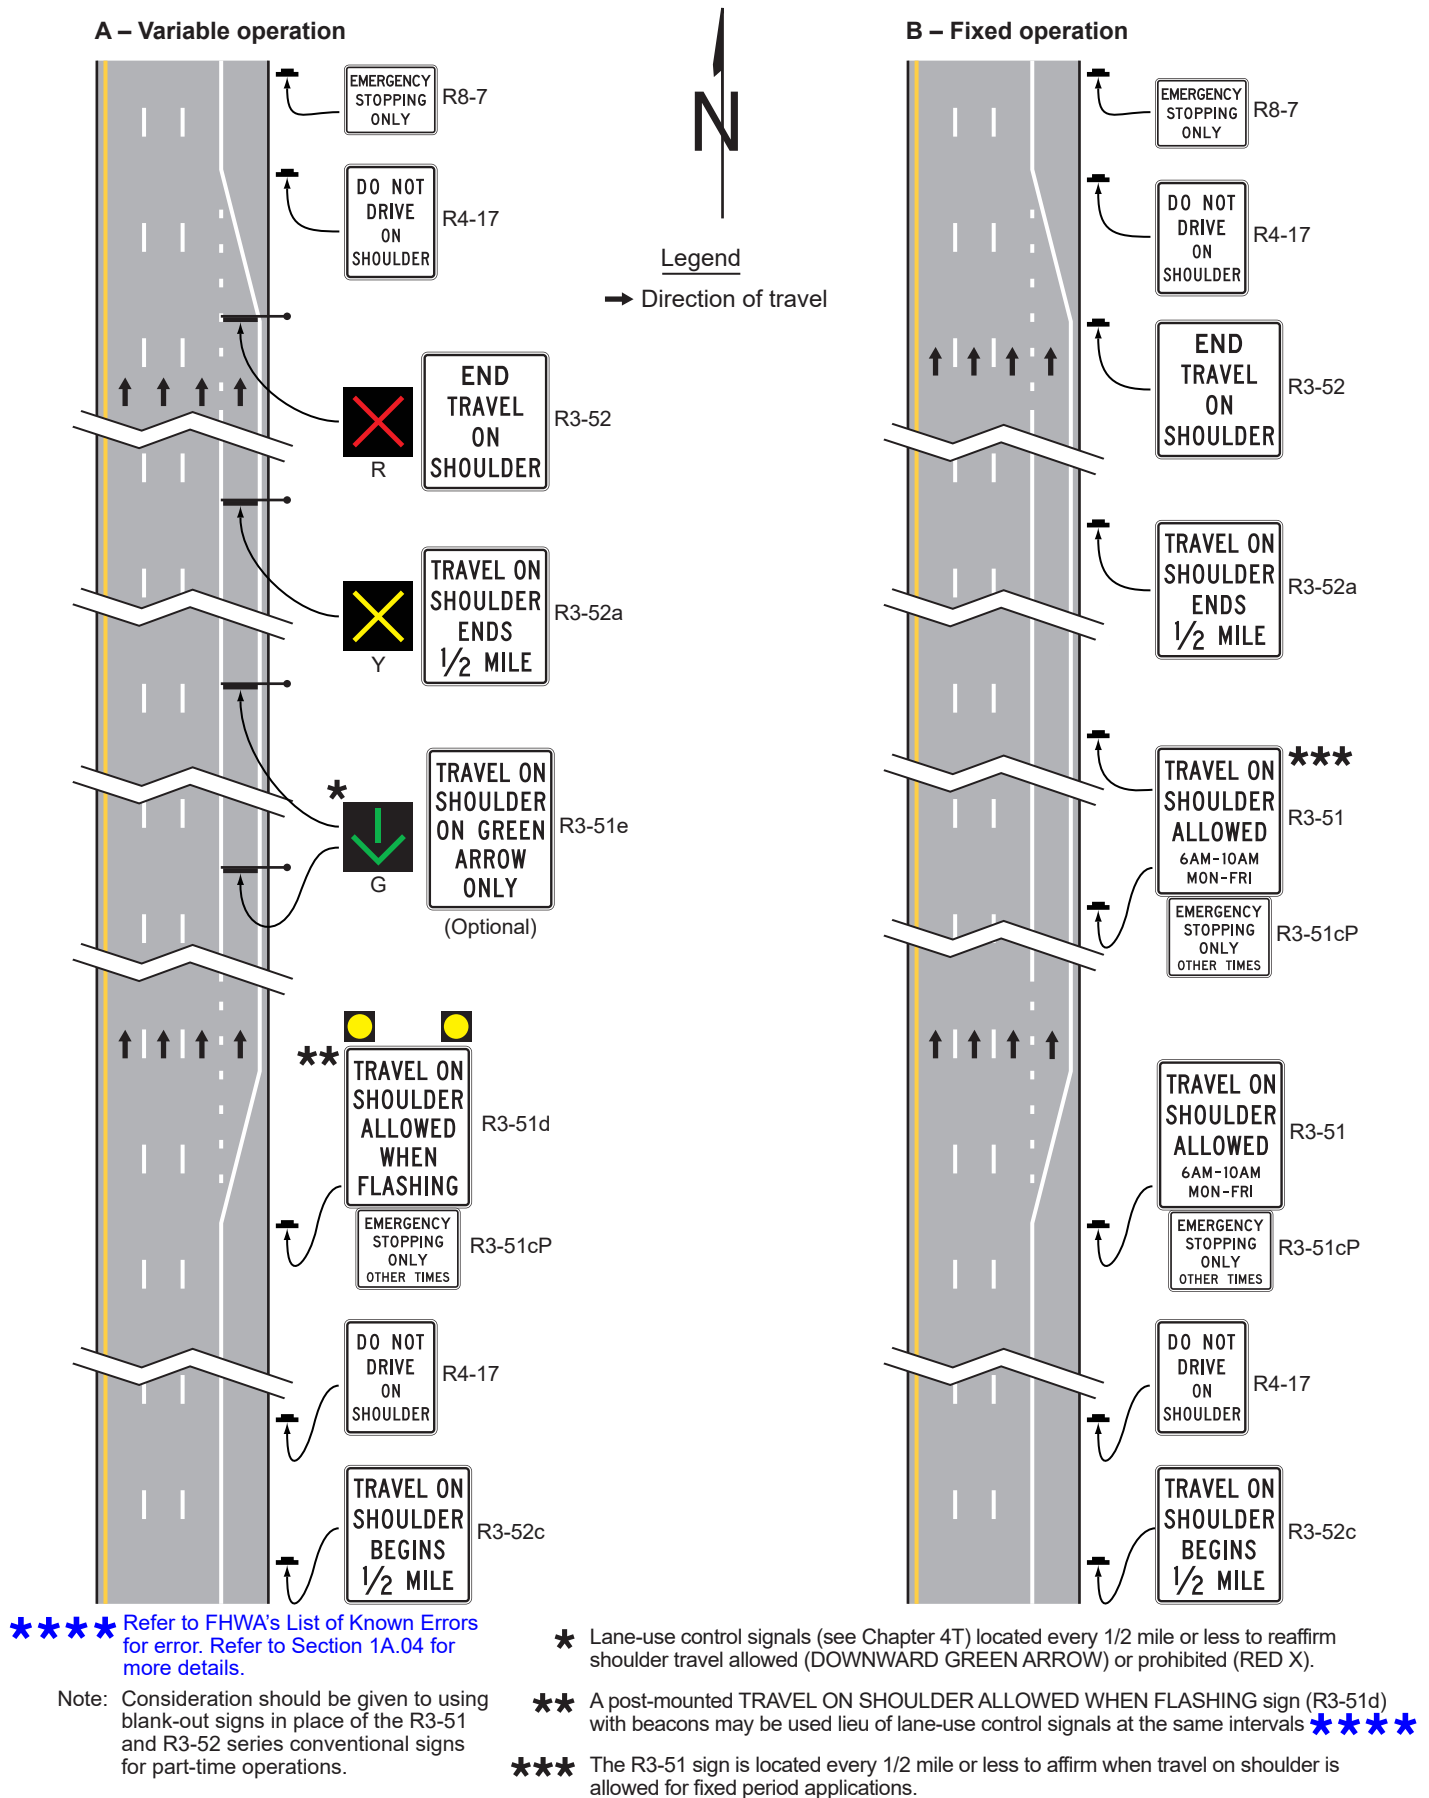 A – Variable operation
EMERGENCY
STOPPING
ONLY
R8-7
DO NOT
DRIVE
ON
SHOULDER
R4-17
R
END
TRAVEL
ON
SHOULDER
R3-52
Y
TRAVEL ON
SHOULDER
ENDS
1/2 MILE
R3-52a
*
G
TRAVEL ON
SHOULDER
ON GREEN
ARROW
ONLY
R3-51e
(Optional)
**
TRAVEL ON
SHOULDER
ALLOWED
WHEN
FLASHING
R3-51d
EMERGENCY
STOPPING
ONLY
OTHER TIMES
R3-51cP
DO NOT
DRIVE
ON
SHOULDER
R4-17
TRAVEL ON
SHOULDER
BEGINS
1/2 MILE
R3-52c
N
Legend
Direction of travel
B – Fixed operation
EMERGENCY
STOPPING
ONLY
R8-7
DO NOT
DRIVE
ON
SHOULDER
R4-17
END
TRAVEL
ON
SHOULDER
R3-52
TRAVEL ON
SHOULDER
ENDS
1/2 MILE
R3-52a
***
TRAVEL ON
SHOULDER
ALLOWED
6AM-10AM
MON-FRI
R3-51
EMERGENCY
STOPPING
ONLY
OTHER TIMES
R3-51cP
TRAVEL ON
SHOULDER
ALLOWED
6AM-10AM
MON-FRI
R3-51
EMERGENCY
STOPPING
ONLY
OTHER TIMES
R3-51cP
DO NOT
DRIVE
ON
SHOULDER
R4-17
TRAVEL ON
SHOULDER
BEGINS
1/2 MILE
R3-52c
**** Refer to FHWA's List of Known Errors
for error. Refer to Section 1A.04 for
more details.
Note: Consideration should be given to using
blank-out signs in place of the R3-51
and R3-52 series conventional signs
for part-time operations.
* Lane-use control signals (see Chapter 4T) located every 1/2 mile or less to reaffirm
shoulder travel allowed (DOWNWARD GREEN ARROW) or prohibited (RED X).
** A post-mounted TRAVEL ON SHOULDER ALLOWED WHEN FLASHING sign (R3-51d)
with beacons may be used lieu of lane-use control signals at the same intervals ****
*** The R3-51 sign is located every 1/2 mile or less to affirm when travel on shoulder is
allowed for fixed period applications.